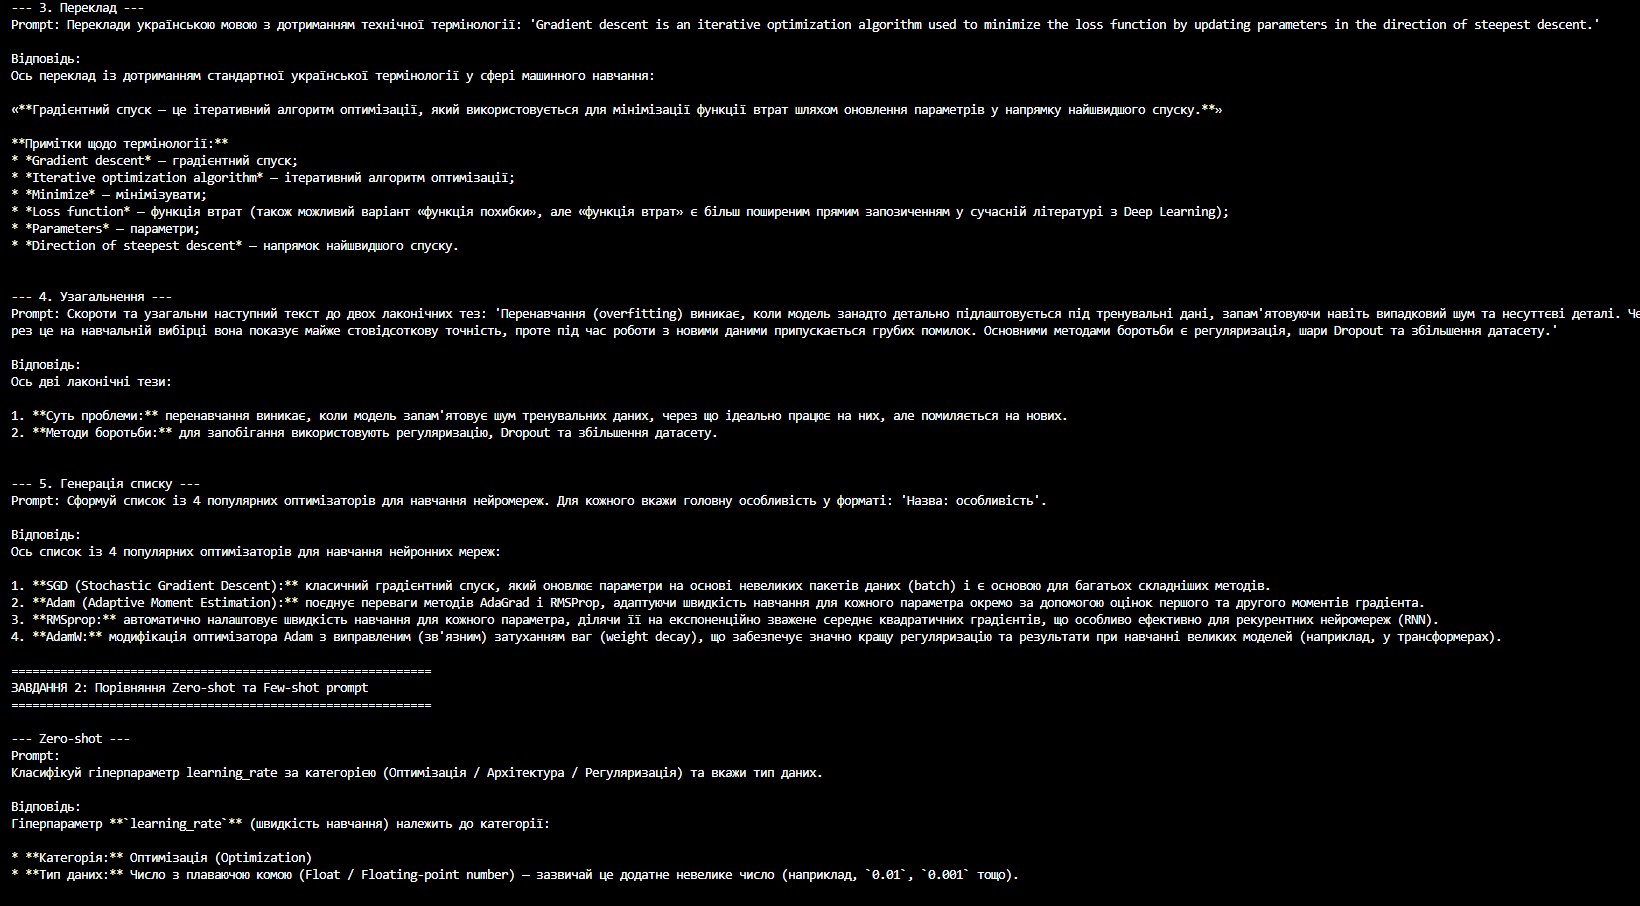 --- 3. Переклад ---
Prompt: Переклади українською мовою з дотриманням технічної термінології: 'Gradient descent is an iterative optimization algorithm used to minimize the loss function by updating parameters in the direction of steepest descent.'
Відповідь:
Ось переклад із дотриманням стандартної української термінології у сфері машинного навчання:
«**Градієнтний спуск — це ітеративний алгоритм оптимізації, який використовується для мінімізації функції втрат шляхом оновлення параметрів у напрямку найшвидшого спуску.**»
**Примітки щодо термінології:**
* *Gradient descent* — градієнтний спуск;
* *Iterative optimization algorithm* — ітеративний алгоритм оптимізації;
* *Minimize* — мінімізувати;
* *Loss function* — функція втрат (також можливий варіант «функція похибки», але «функція втрат» є більш поширеним прямим запозиченням у сучасній літературі з Deep Learning);
* *Parameters* — параметри;
* *Direction of steepest descent* — напрямок найшвидшого спуску.
--- 4. Узагальнення ---
Prompt: Скороти та узагальни наступний текст до двох лаконічних тез: 'Перенавчання (overfitting) виникає, коли модель занадто детально підлаштовується під тренувальні дані, запам'ятовуючи навіть випадковий шум та несуттєві деталі. Че
рез це на навчальній вибірці вона показує майже стовідсоткову точність, проте під час роботи з новими даними припускається грубих помилок. Основними методами боротьби є регуляризація, шари Dropout та збільшення датасету.'
Відповідь:
Ось дві лаконічні тези:
1. **Суть проблеми:** перенавчання виникає, коли модель запам'ятовує шум тренувальних даних, через що ідеально працює на них, але помиляється на нових.
2. **Методи боротьби:** для запобігання використовують регуляризацію, Dropout та збільшення датасету.
--- 5. Генерація списку ---
Prompt: Сформуй список із 4 популярних оптимізаторів для навчання нейромереж. Для кожного вкажи головну особливість у форматі: 'Назва: особливість'.
Відповідь:
Ось список із 4 популярних оптимізаторів для навчання нейронних мереж:
1. **SGD (Stochastic Gradient Descent):** класичний градієнтний спуск, який оновлює параметри на основі невеликих пакетів даних (batch) і є основою для багатьох складніших методів.
2. **Adam (Adaptive Moment Estimation):** поєднує переваги методів AdaGrad і RMSProp, адаптуючи швидкість навчання для кожного параметра окремо за допомогою оцінок першого та другого моментів градієнта.
3. **RMSprop:** автоматично налаштовує швидкість навчання для кожного параметра, ділячи її на експоненційно зважене середнє квадратичних градієнтів, що особливо ефективно для рекурентних нейромереж (RNN).
4. **AdamW:** модифікація оптимізатора Adam з виправленим (зв'язним) затуханням ваг (weight decay), що забезпечує значно кращу регуляризацію та результати при навчанні великих моделей (наприклад, у трансформерах).
============================================================
ЗАВДАННЯ 2: Порівняння Zero-shot та Few-shot prompt
============================================================
--- Zero-shot ---
Prompt:
Класифікуй гіперпараметр learning_rate за категорією (Оптимізація / Архітектура / Регуляризація) та вкажи тип даних.
Відповідь:
Гіперпараметр **`learning_rate`** (швидкість навчання) належить до категорії:
* **Категорія:** Оптимізація (Optimization)
* **Тип даних:** Число з плаваючою комою (Float / Floating-point number) — зазвичай це додатне невелике число (наприклад, `0.01`, `0.001` тощо).